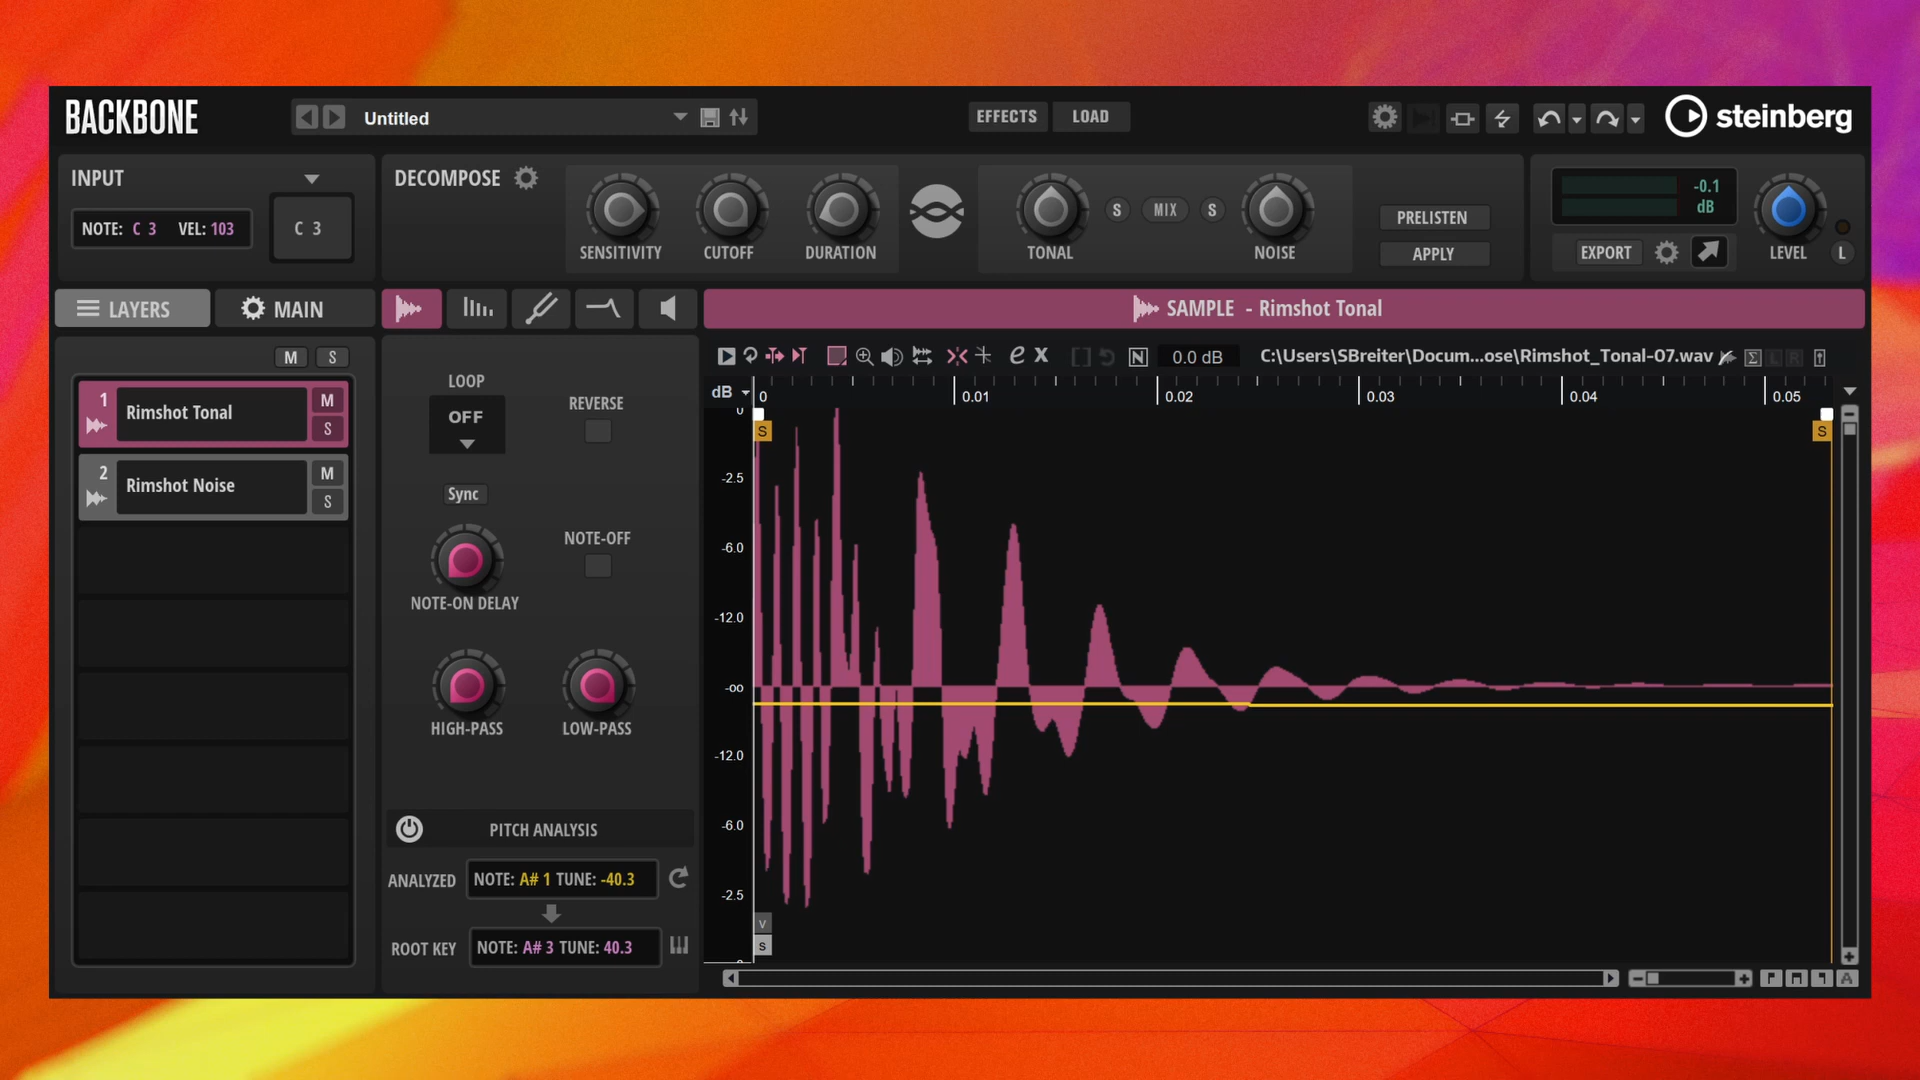 BACKBONE
Untitled
EFFECTS
LOAD
steinberg
INPUT
NOTE: C 3 VEL: 103
C 3
DECOMPOSE
SENSITIVITY
CUTOFF
DURATION
TONAL
S
MIX
S
NOISE
PRELISTEN
APPLY
-0.1
dB
EXPORT
LEVEL
L
LAYERS
MAIN
SAMPLE - Rimshot Tonal
M
S
1
Rimshot Tonal
M
S
2
Rimshot Noise
M
S
LOOP
OFF
REVERSE
Sync
NOTE-ON DELAY
NOTE-OFF
HIGH-PASS
LOW-PASS
PITCH ANALYSIS
ANALYZED
NOTE: A# 1 TUNE: -40.3
ROOT KEY
NOTE: A# 3 TUNE: 40.3
e
X
N
0.0 dB
C:\Users\SBreiter\Docum...ose\Rimshot_Tonal-07.wav
Σ
L
R
dB
0
0.01
0.02
0.03
0.04
0.05
0
-2.5
-6.0
-12.0
-oo
-12.0
-6.0
-2.5
S
S
V
S
A